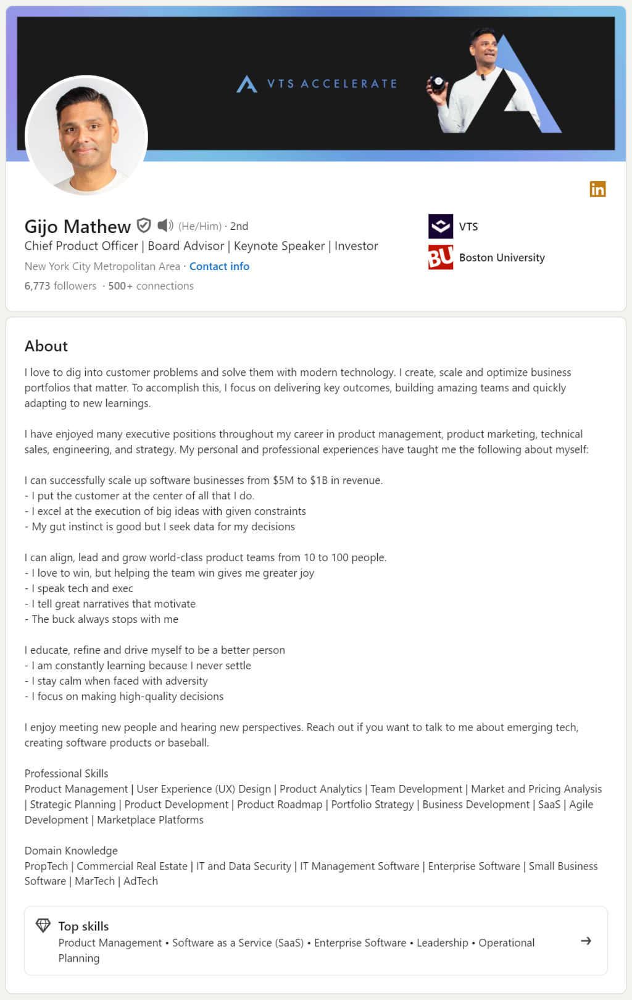 VTS ACCELERATE
in
Gijo Mathew (He/Him) · 2nd
Chief Product Officer | Board Advisor | Keynote Speaker | Investor
New York City Metropolitan Area · Contact info
6,773 followers · 500+ connections
VTS
BU Boston University
About
I love to dig into customer problems and solve them with modern technology. I create, scale and optimize business
portfolios that matter. To accomplish this, I focus on delivering key outcomes, building amazing teams and quickly
adapting to new learnings.
I have enjoyed many executive positions throughout my career in product management, product marketing, technical
sales, engineering, and strategy. My personal and professional experiences have taught me the following about myself:
I can successfully scale up software businesses from $5M to $1B in revenue.
- I put the customer at the center of all that I do.
- I excel at the execution of big ideas with given constraints
- My gut instinct is good but I seek data for my decisions
I can align, lead and grow world-class product teams from 10 to 100 people.
- I love to win, but helping the team win gives me greater joy
- I speak tech and exec
- I tell great narratives that motivate
- The buck always stops with me
I educate, refine and drive myself to be a better person
- I am constantly learning because I never settle
- I stay calm when faced with adversity
- I focus on making high-quality decisions
I enjoy meeting new people and hearing new perspectives. Reach out if you want to talk to me about emerging tech,
creating software products or baseball.
Professional Skills
Product Management | User Experience (UX) Design | Product Analytics | Team Development | Market and Pricing Analysis
| Strategic Planning | Product Development | Product Roadmap | Portfolio Strategy | Business Development | SaaS | Agile
Development | Marketplace Platforms
Domain Knowledge
PropTech | Commercial Real Estate | IT and Data Security | IT Management Software | Enterprise Software | Small Business
Software | MarTech | AdTech
Top skills
Product Management • Software as a Service (SaaS) • Enterprise Software • Leadership • Operational
Planning